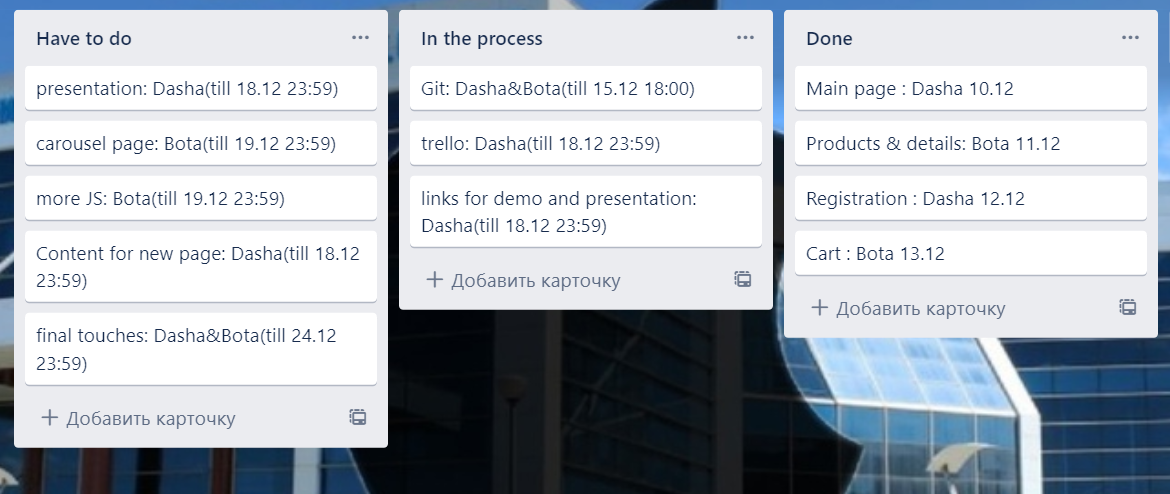 Have to do
presentation: Dasha(till 18.12 23:59)
carousel page: Bota(till 19.12 23:59)
more JS: Bota(till 19.12 23:59)
Content for new page: Dasha(till 18.12
23:59)
final touches: Dasha&Bota(till 24.12
23:59)
Добавить карточку
In the process
Git: Dasha&Bota(till 15.12 18:00)
trello: Dasha(till 18.12 23:59)
links for demo and presentation:
Dasha(till 18.12 23:59)
Добавить карточку
Done
Main page : Dasha 10.12
Products & details: Bota 11.12
Registration : Dasha 12.12
Cart : Bota 13.12
Добавить карточку